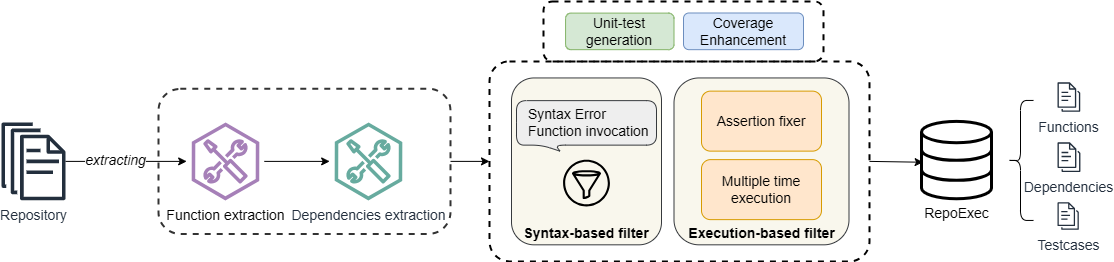 Unit-test
generation
Coverage
Enhancement
Repository
extracting
Function extraction
Dependencies extraction
Syntax Error
Function invocation
Syntax-based filter
Assertion fixer
Multiple time
execution
Execution-based filter
RepoExec
Functions
Dependencies
Testcases